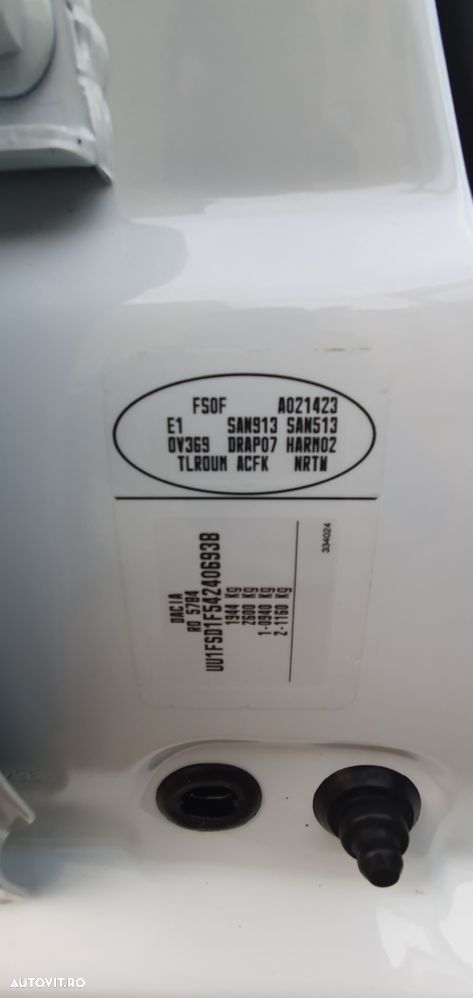 FS0F A021423
E1 SAN913 SAN513
0V369 DRAP07 HARM02
TLROUM ACFK NRTW
334024
DACIA
RO 5784
UU1FSD1F542406938
1944 Kg
2600 Kg
1-0940 Kg
2-1160 Kg
AUTOVIT.RO